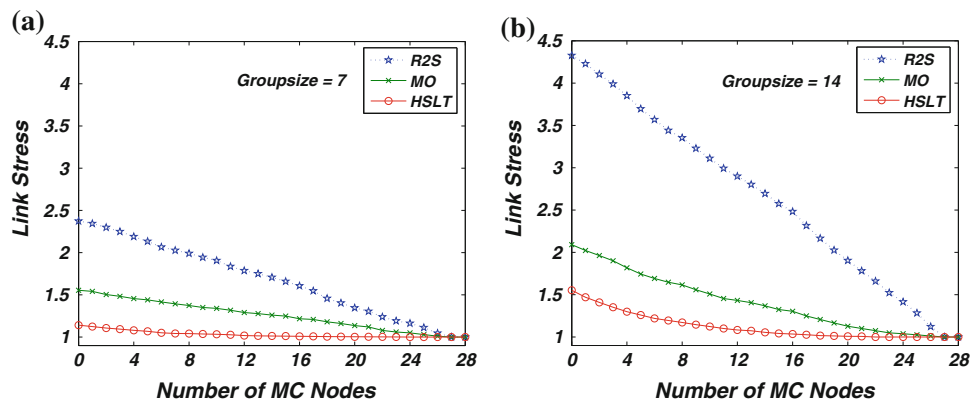 (a)
Link Stress
4.5
4
3.5
3
2.5
2
1.5
1
0 4 8 12 16 20 24 28
Number of MC Nodes
Groupsize = 7
R2S
MO
HSLT
(b)
Link Stress
4.5
4
3.5
3
2.5
2
1.5
1
0 4 8 12 16 20 24 28
Number of MC Nodes
Groupsize = 14
R2S
MO
HSLT